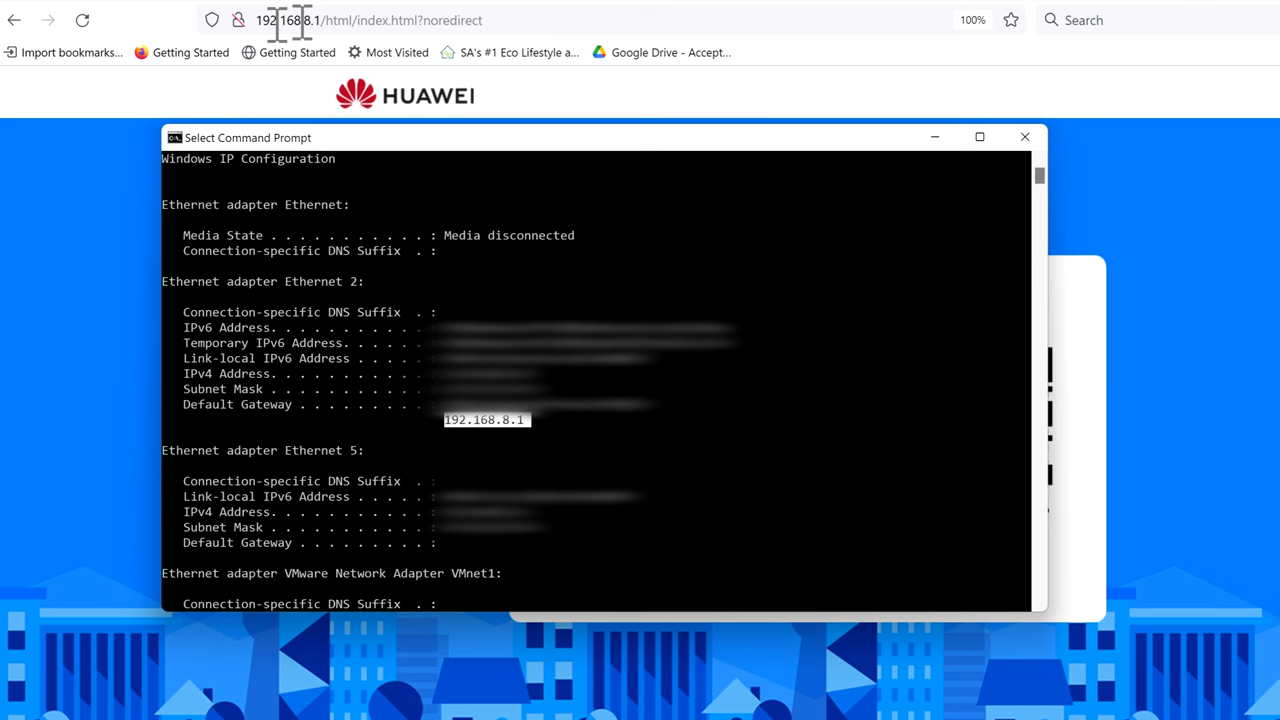 192.168.8.1/html/index.html?noredirect
100%
Search
Import bookmarks...
Getting Started
Getting Started
Most Visited
SA's #1 Eco Lifestyle a...
Google Drive - Accept...
HUAWEI
Select Command Prompt
Windows IP Configuration
Ethernet adapter Ethernet:
Media State . . . . . . . . . . . : Media disconnected
Connection-specific DNS Suffix . :
Ethernet adapter Ethernet 2:
Connection-specific DNS Suffix . :
IPv6 Address. . . . . . . . . . . :
Temporary IPv6 Address. . . . . . :
Link-local IPv6 Address . . . . . :
IPv4 Address. . . . . . . . . . . :
Subnet Mask . . . . . . . . . . . :
Default Gateway . . . . . . . . . :
192.168.8.1
Ethernet adapter Ethernet 5:
Connection-specific DNS Suffix . :
Link-local IPv6 Address . . . . . :
IPv4 Address. . . . . . . . . . . :
Subnet Mask . . . . . . . . . . . :
Default Gateway . . . . . . . . . :
Ethernet adapter VMware Network Adapter VMnet1:
Connection-specific DNS Suffix . :